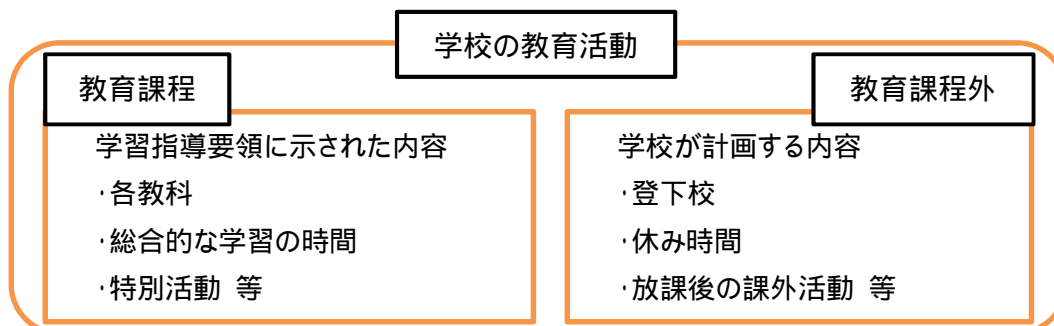 学校の教育活動
教育課程
学習指導要領に示された内容
・各教科
・総合的な学習の時間
・特別活動 等
教育課程外
学校が計画する内容
・登下校
・休み時間
・放課後の課外活動 等